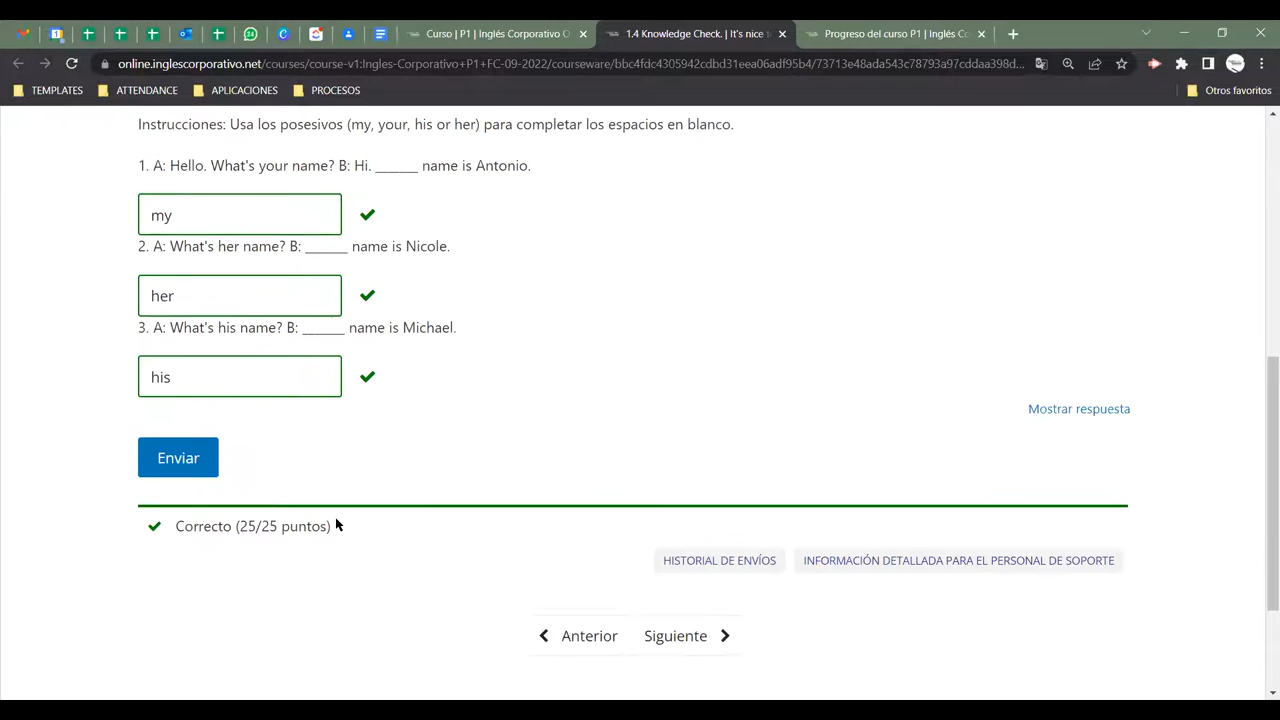 Curso | P1 | Inglés Corporativo O
1.4 Knowledge Check. | It's nice t
Progreso del curso P1 | Inglés Co
online.inglescorporativo.net/courses/course-v1:Ingles-Corporativo+P1+FC-09-2022/courseware/bbc4fdc4305942cdbd31eea06adf95b4/73713e48ada543c78793a97cddaa398d...
TEMPLATES
ATTENDANCE
APLICACIONES
PROCESOS
Otros favoritos
Instrucciones: Usa los posesivos (my, your, his or her) para completar los espacios en blanco.
1. A: Hello. What's your name? B: Hi. ______ name is Antonio.
my
2. A: What's her name? B: ______ name is Nicole.
her
3. A: What's his name? B: ______ name is Michael.
his
Mostrar respuesta
Enviar
Correcto (25/25 puntos)
HISTORIAL DE ENVÍOS
INFORMACIÓN DETALLADA PARA EL PERSONAL DE SOPORTE
Anterior
Siguiente